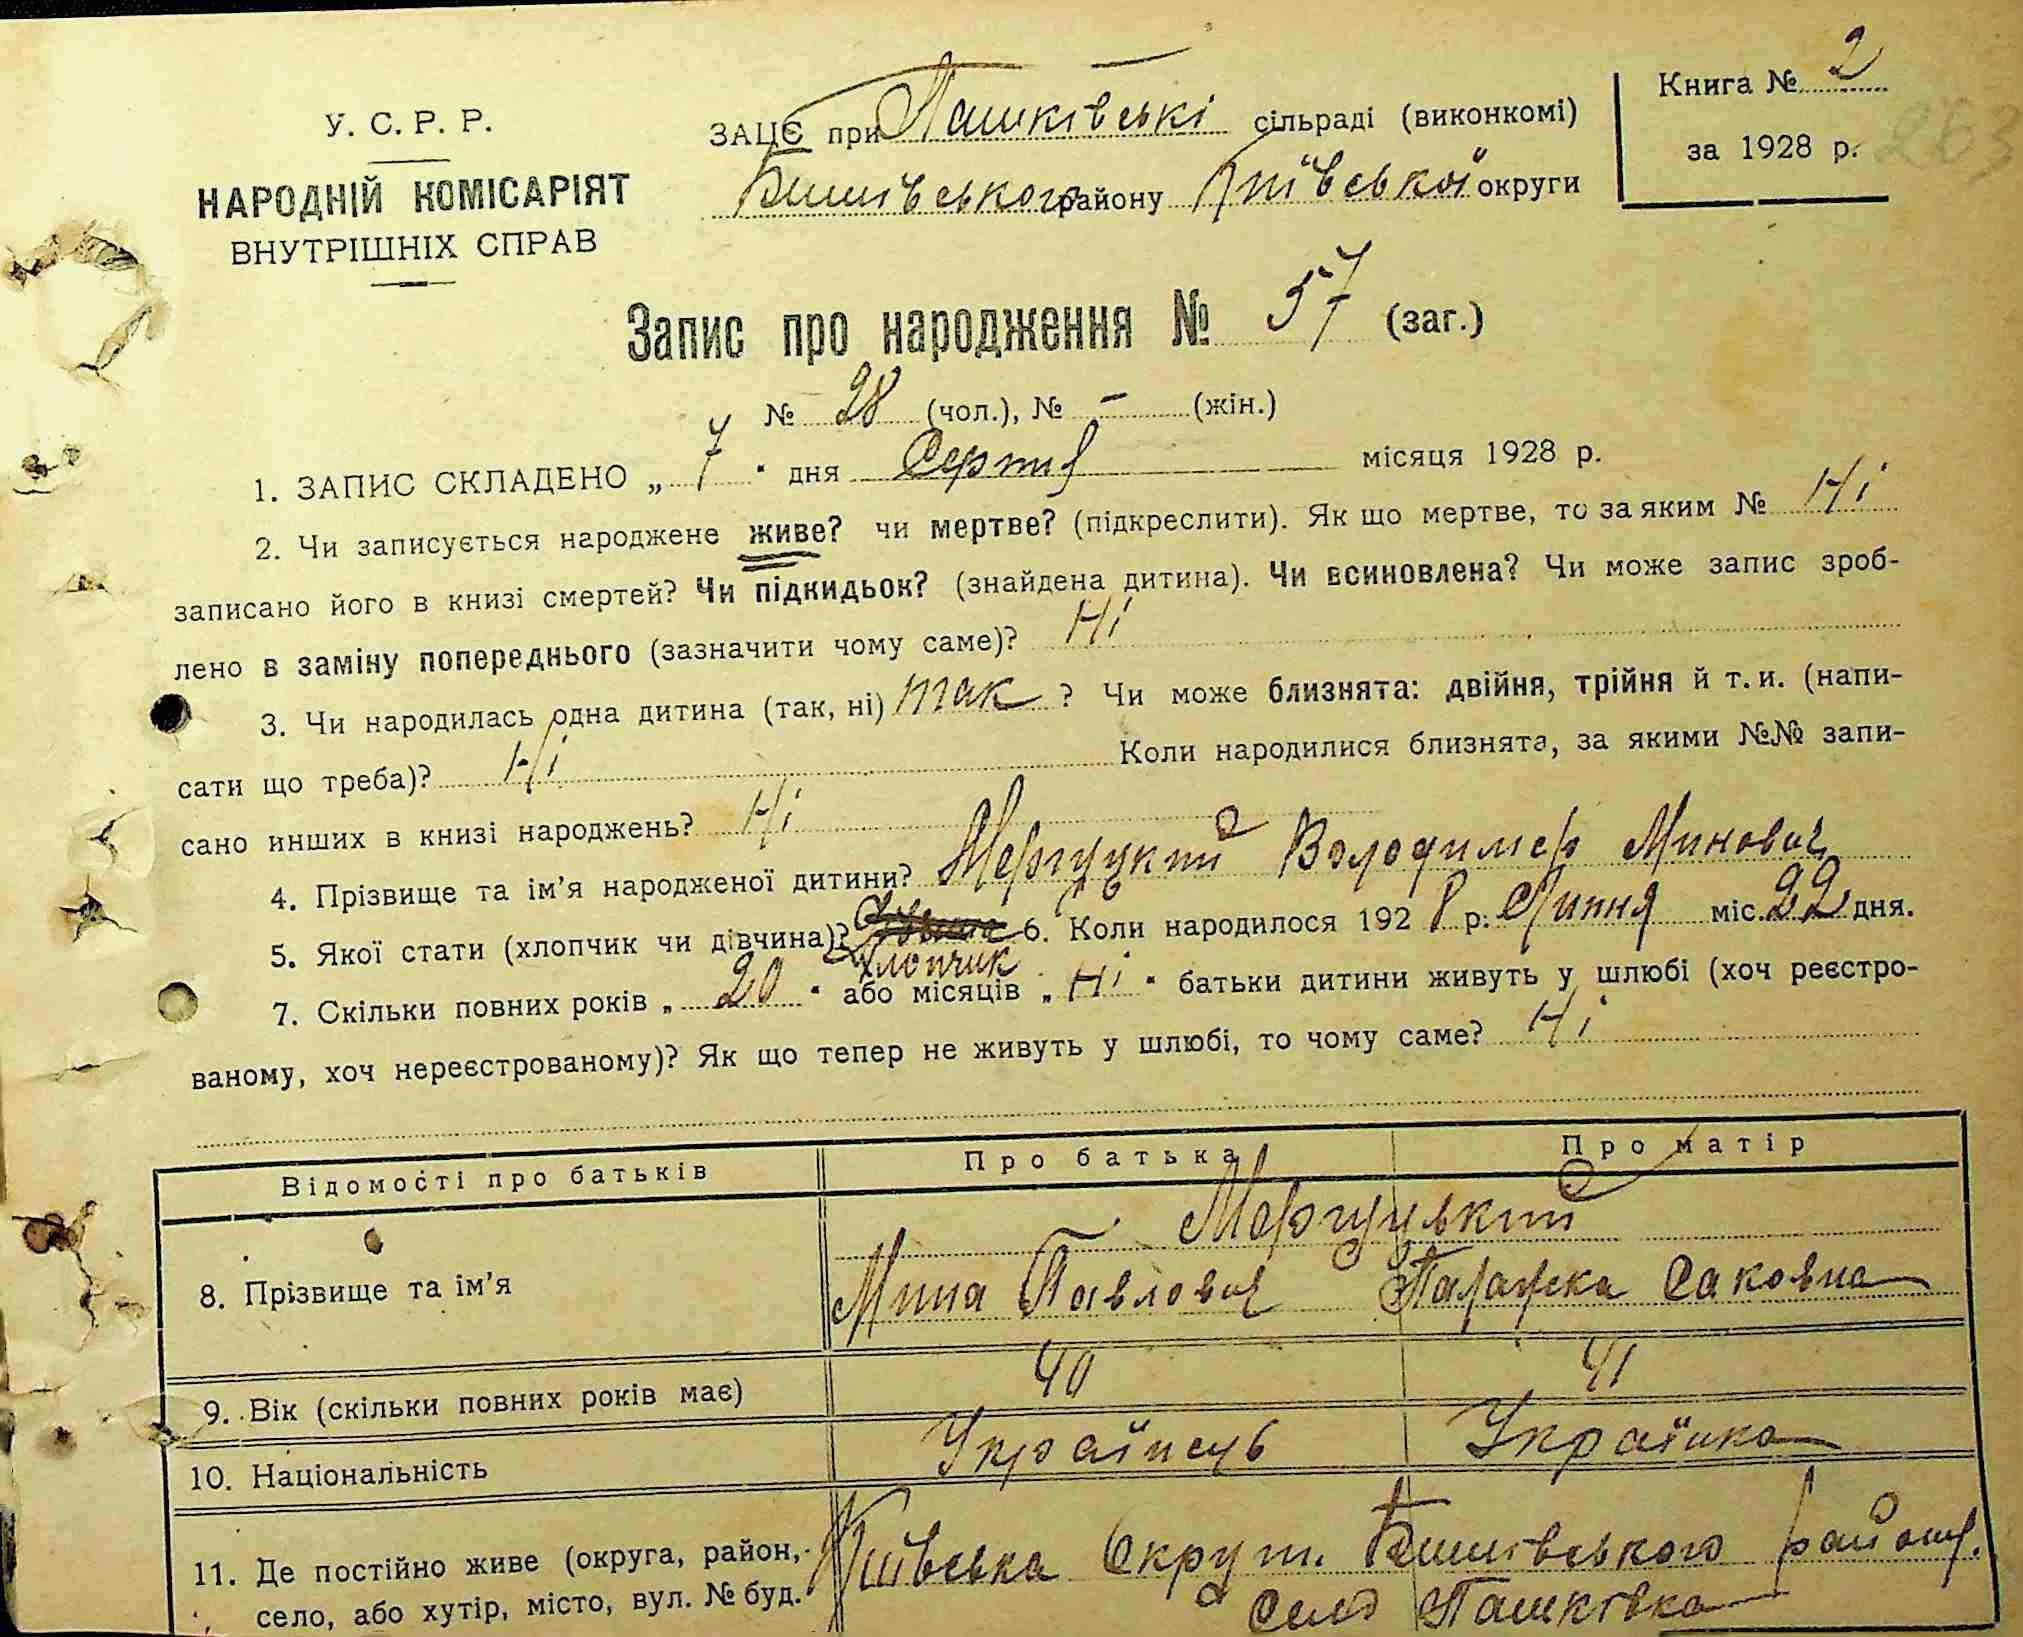 Книга № 2
263
У. С. Р. Р.
ЗАЦЄ при Пашківські сільраді (виконкомі)
за 1928 р.
НАРОДНІЙ КОМІСАРІЯТ
Бишівського району Київської округи
ВНУТРІШНІХ СПРАВ
Запис про народження № 57 (заг.)
№ 28 (чол.), № – (жін.)
1. ЗАПИС СКЛАДЕНО „ 7 “ дня Серпня місяця 1928 р.
2. Чи записується народжене живе? чи мертве? (підкреслити). Як що мертве, то за яким № Ні
записано його в книзі смертей? Чи підкидьок? (знайдена дитина). Чи всиновлена? Чи може запис зроб-
лено в заміну попереднього (зазначити чому саме)? Ні
3. Чи народилась одна дитина (так, ні) так ? Чи може близнята: двійня, трійня й т. и. (напи-
сати що треба)? Ні Коли народилися близнята, за якими №№ запи-
сано инших в книзі народжень? Ні
4. Прізвище та ім’я народженої дитини? Володимер Минович
5. Якої стати (хлопчик чи дівчина)? хлопчик 6. Коли народилося 1928 р. Липня міс. 22 дня.
7. Скільки повних років „ 20 “ або місяців „ Ні “ батьки дитини живуть у шлюбі (хоч реєстро-
ваному, хоч нереєстрованому)? Як що тепер не живуть у шлюбі, то чому саме? Ні
Відомості про батьків Про батька Про матір
8. Прізвище та ім’я Мина Павлович Параска Саковна
9. Вік (скільки повних років має) 40 41
10. Національність Українець Українка
11. Де постійно живе (округа, район, Київська Округ. Бишівського району.
село, або хутір, місто, вул. № буд. Село Пашківка